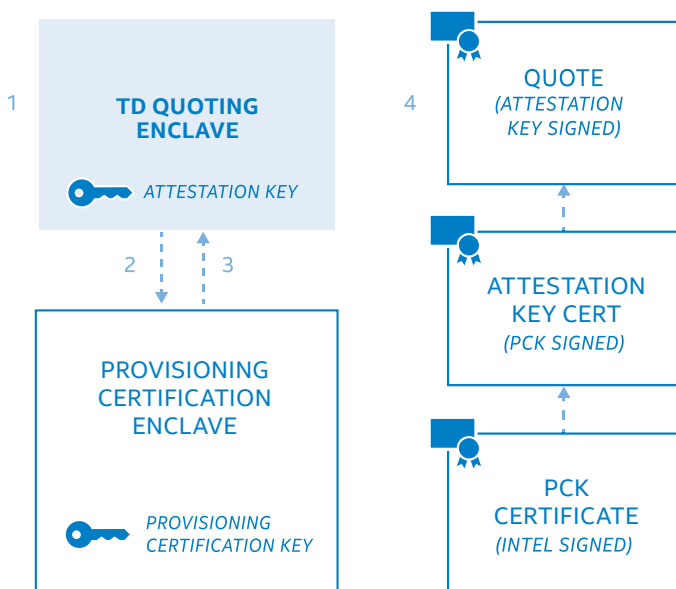 1
TD QUOTING
ENCLAVE
ATTESTATION KEY
2
3
PROVISIONING
CERTIFICATION
ENCLAVE
PROVISIONING
CERTIFICATION KEY
4
QUOTE
(ATTESTATION
KEY SIGNED)
ATTESTATION
KEY CERT
(PCK SIGNED)
PCK
CERTIFICATE
(INTEL SIGNED)